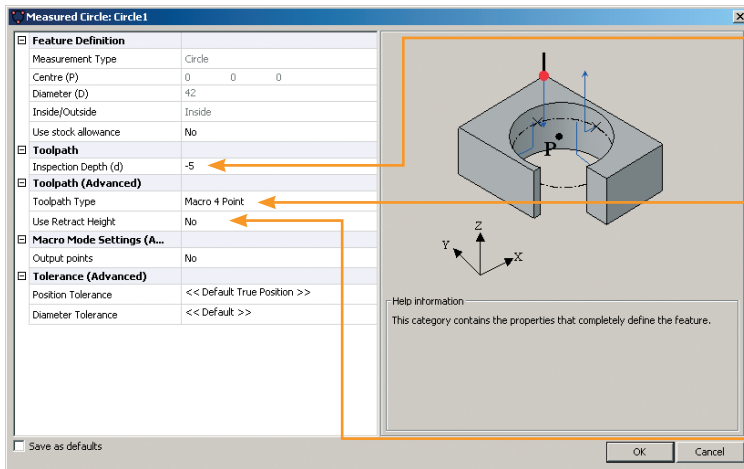 Measured Circle: Circle1
Feature Definition
Measurement Type Circle
Centre (P) 0 0 0
Diameter (D) 42
Inside/Outside Inside
Use stock allowance No
Toolpath
Inspection Depth (d) -5
Toolpath (Advanced)
Toolpath Type Macro 4 Point
Use Retract Height No
Macro Mode Settings (A...
Output points No
Tolerance (Advanced)
Position Tolerance << Default True Position >>
Diameter Tolerance << Default >>
P
Z
Y
X
Help information
This category contains the properties that completely define the feature.
Save as defaults
OK Cancel